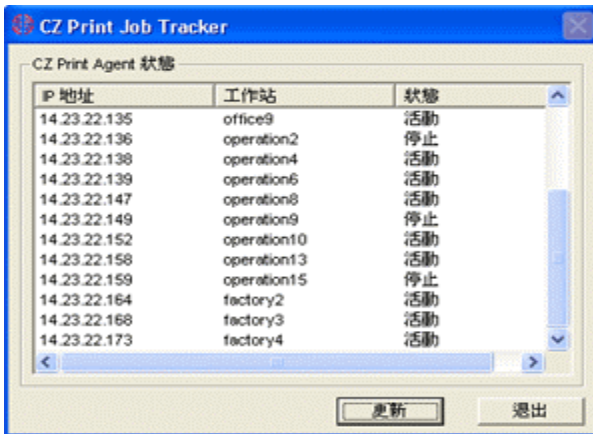 CZ Print Job Tracker
CZ Print Agent 狀態
IP 地址 工作站 狀態
14.23.22.135 office9 活動
14.23.22.136 operation2 停止
14.23.22.138 operation4 活動
14.23.22.139 operation6 活動
14.23.22.147 operation8 活動
14.23.22.149 operation9 停止
14.23.22.152 operation10 活動
14.23.22.158 operation13 活動
14.23.22.159 operation15 停止
14.23.22.164 factory2 活動
14.23.22.168 factory3 活動
14.23.22.173 factory4 活動
更新 退出